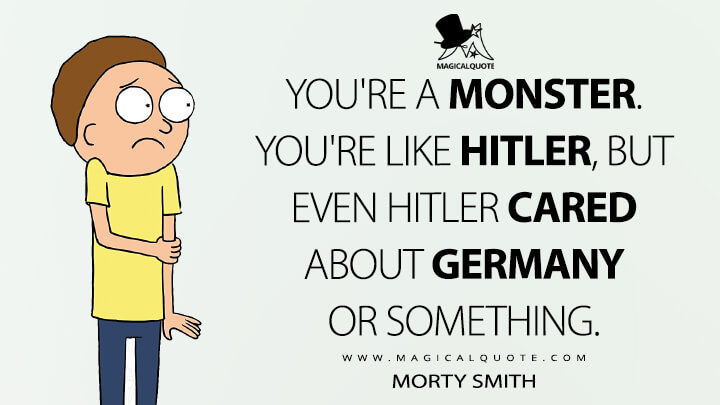 MAGICALQUOTE
YOU'RE A MONSTER.
YOU'RE LIKE HITLER, BUT
EVEN HITLER CARED
ABOUT GERMANY
OR SOMETHING.
WWW.MAGICALQUOTE.COM
MORTY SMITH